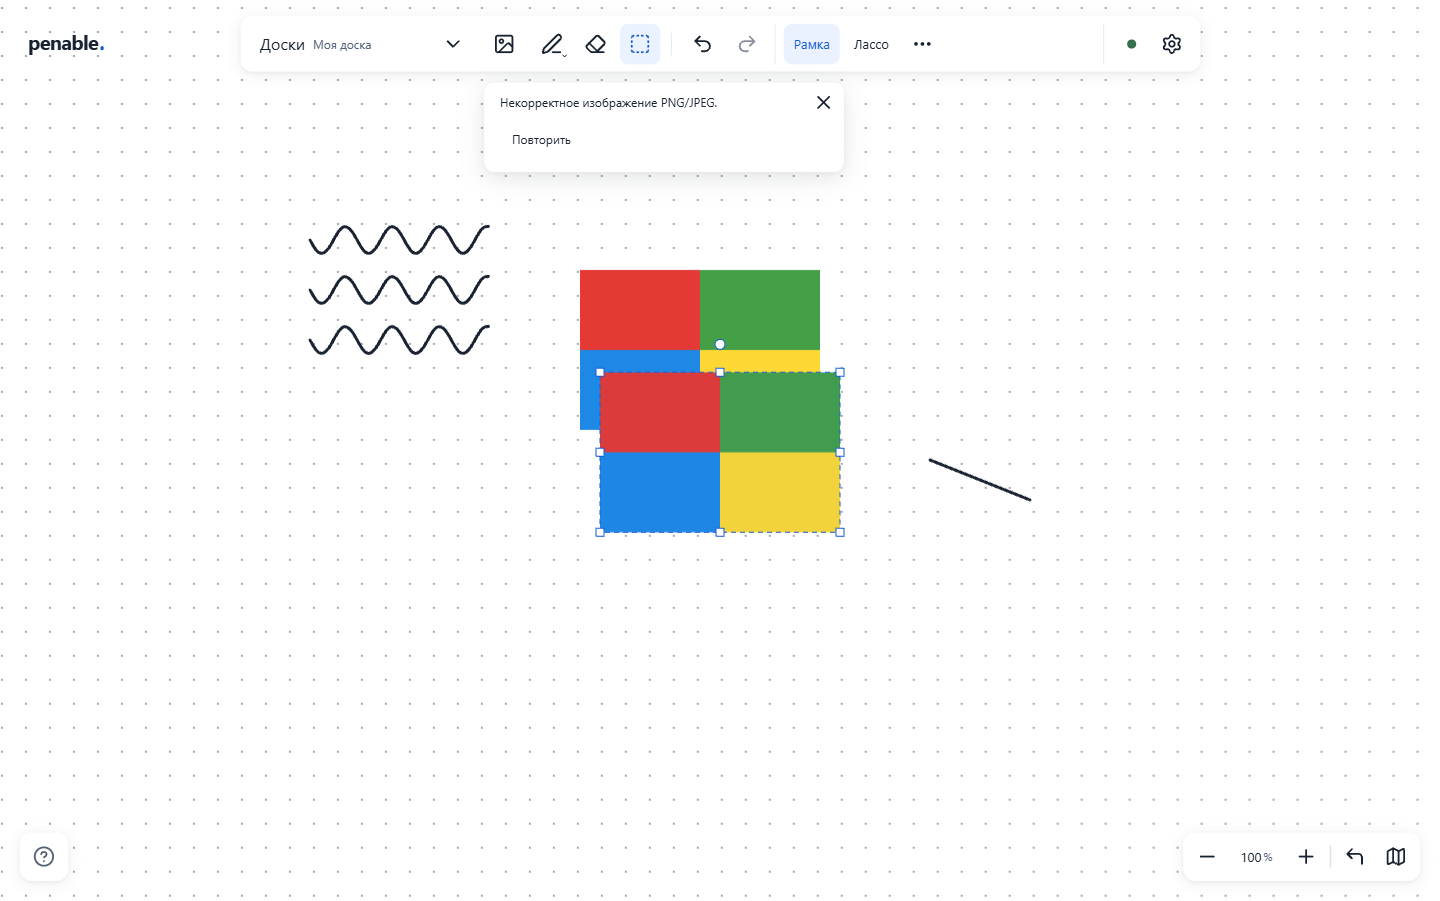 penable.
Доски Моя доска
Рамка
Лассо
Некорректное изображение PNG/JPEG.
Повторить
100 %